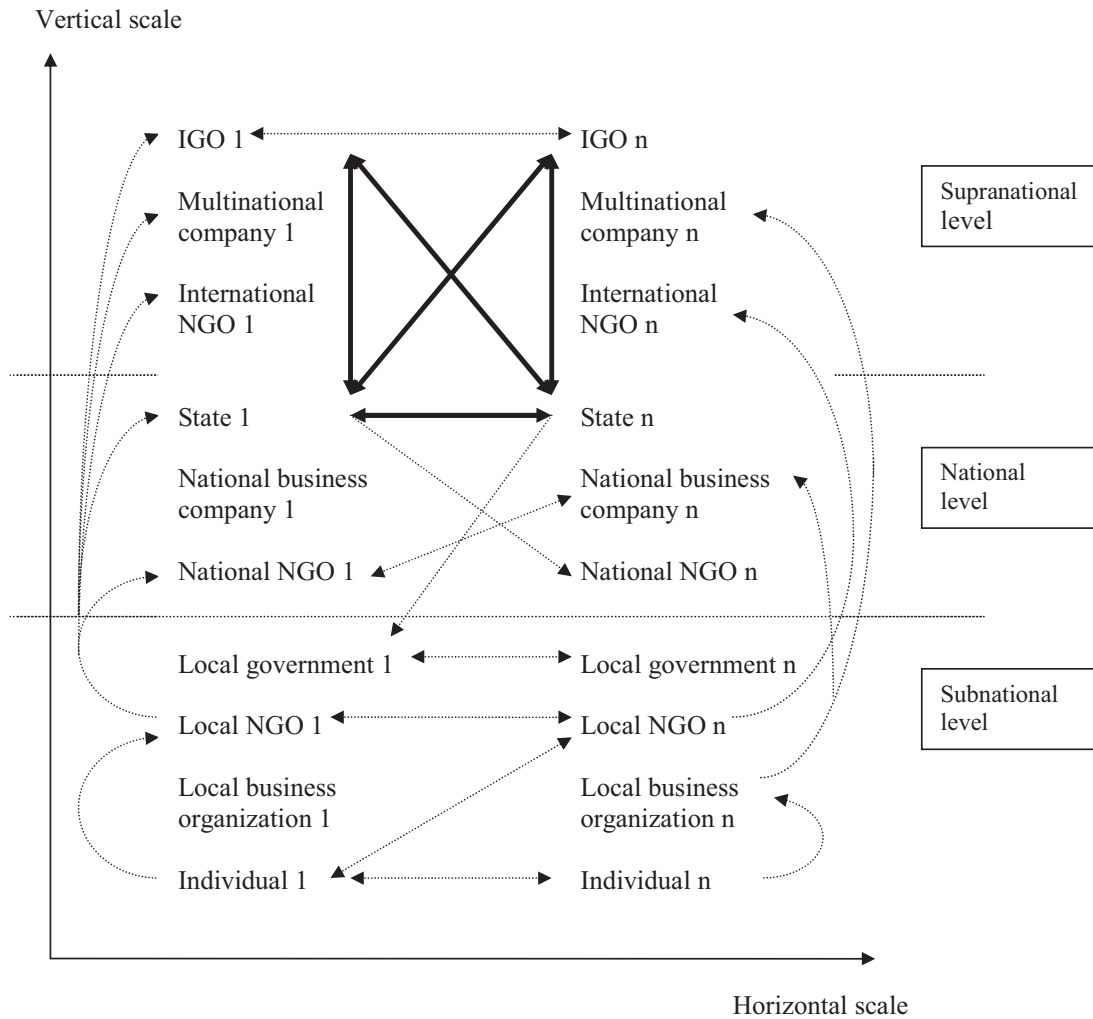 Vertical scale
IGO 1
IGO n
Multinational
company 1
Multinational
company n
Supranational
level
International
NGO 1
International
NGO n
State 1
State n
National business
company 1
National business
company n
National
level
National NGO 1
National NGO n
Local government 1
Local government n
Subnational
level
Local NGO 1
Local NGO n
Local business
organization 1
Local business
organization n
Individual 1
Individual n
Horizontal scale